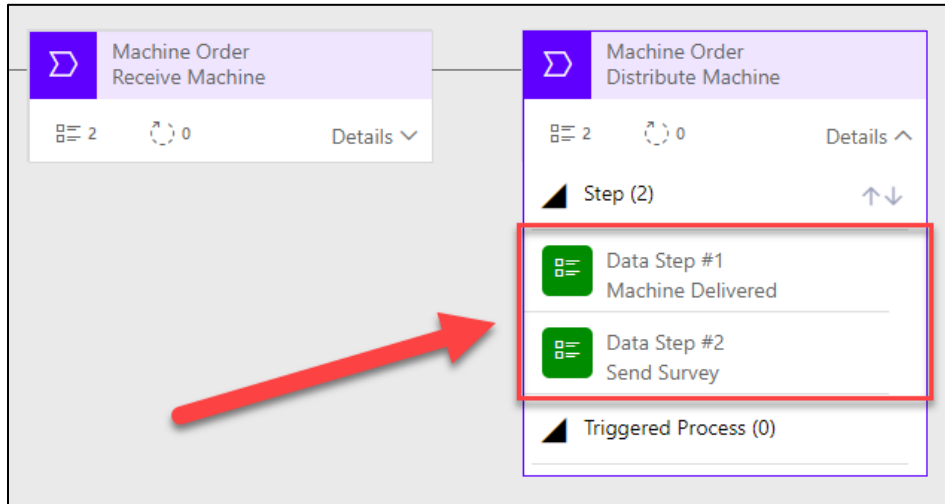 Machine Order
Receive Machine
2
0
Details
Machine Order
Distribute Machine
2
0
Details
Step (2)
Data Step #1
Machine Delivered
Data Step #2
Send Survey
Triggered Process (0)